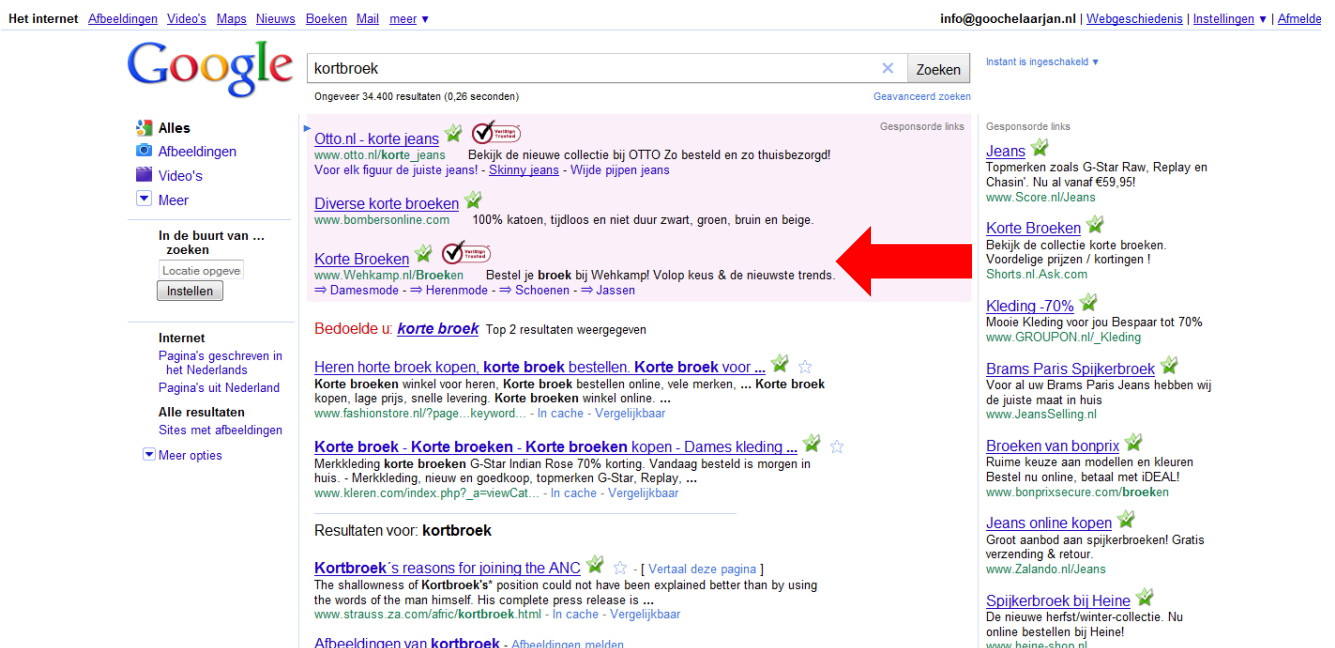 Het internet Afbeeldingen Video's Maps Nieuws Boeken Mail meer ▼
info@goochelaarjan.nl | Webgeschiedenis | Instellingen ▼ | Afmelde
Google
kortbroek
Zoeken
Instant is ingeschakeld ▼
Ongeveer 34.400 resultaten (0,26 seconden)
Geavanceerd zoeken
Alles
Afbeeldingen
Video's
Meer
In de buurt van ...
zoeken
Locatie opgeve
Instellen
Internet
Pagina's geschreven in
het Nederlands
Pagina's uit Nederland
Alle resultaten
Sites met afbeeldingen
Meer opties
Gesponsorde links
Otto.nl - korte jeans VeriSign Trusted
www.otto.nl/korte_jeans Bekijk de nieuwe collectie bij OTTO Zo besteld en zo thuisbezorgd!
Voor elk figuur de juiste jeans! - Skinny jeans - Wijde pijpen jeans
Diverse korte broeken
www.bombersonline.com 100% katoen, tijdloos en niet duur zwart, groen, bruin en beige.
Korte Broeken VeriSign Trusted
www.Wehkamp.nl/Broeken Bestel je broek bij Wehkamp! Volop keus & de nieuwste trends.
⇒ Damesmode - ⇒ Herenmode - ⇒ Schoenen - ⇒ Jassen
Bedoelde u: korte broek Top 2 resultaten weergegeven
Heren horte broek kopen, korte broek bestellen. Korte broek voor ...
Korte broeken winkel voor heren, Korte broek bestellen online, vele merken, ... Korte broek
kopen, lage prijs, snelle levering. Korte broeken winkel online. ...
www.fashionstore.nl/?page...keyword... - In cache - Vergelijkbaar
Korte broek - Korte broeken - Korte broeken kopen - Dames kleding ...
Merkkleding korte broeken G-Star Indian Rose 70% korting. Vandaag besteld is morgen in
huis. - Merkkleding, nieuw en goedkoop, topmerken G-Star, Replay, ...
www.kleren.com/index.php?_a=viewCat... - In cache - Vergelijkbaar
Resultaten voor: kortbroek
Kortbroek´s reasons for joining the ANC - [ Vertaal deze pagina ]
The shallowness of Kortbroek's* position could not have been explained better than by using
the words of the man himself. His complete press release is ...
www.strauss.za.com/afric/kortbroek.html - In cache - Vergelijkbaar
Afbeeldingen van kortbroek - Afbeeldingen melden
Gesponsorde links
Jeans
Topmerken zoals G-Star Raw, Replay en
Chasin'. Nu al vanaf €59,95!
www.Score.nl/Jeans
Korte Broeken
Bekijk de collectie korte broeken.
Voordelige prijzen / kortingen !
Shorts.nl.Ask.com
Kleding -70%
Mooie Kleding voor jou Bespaar tot 70%
www.GROUPON.nl/_Kleding
Brams Paris Spijkerbroek
Voor al uw Brams Paris Jeans hebben wij
de juiste maat in huis
www.JeansSelling.nl
Broeken van bonprix
Ruime keuze aan modellen en kleuren
Bestel nu online, betaal met iDEAL!
www.bonprixsecure.com/broeken
Jeans online kopen
Groot aanbod aan spijkerbroeken! Gratis
verzending & retour.
www.Zalando.nl/Jeans
Spijkerbroek bij Heine
De nieuwe herfst/winter-collectie. Nu
online bestellen bij Heine!
www.heine-shop.nl